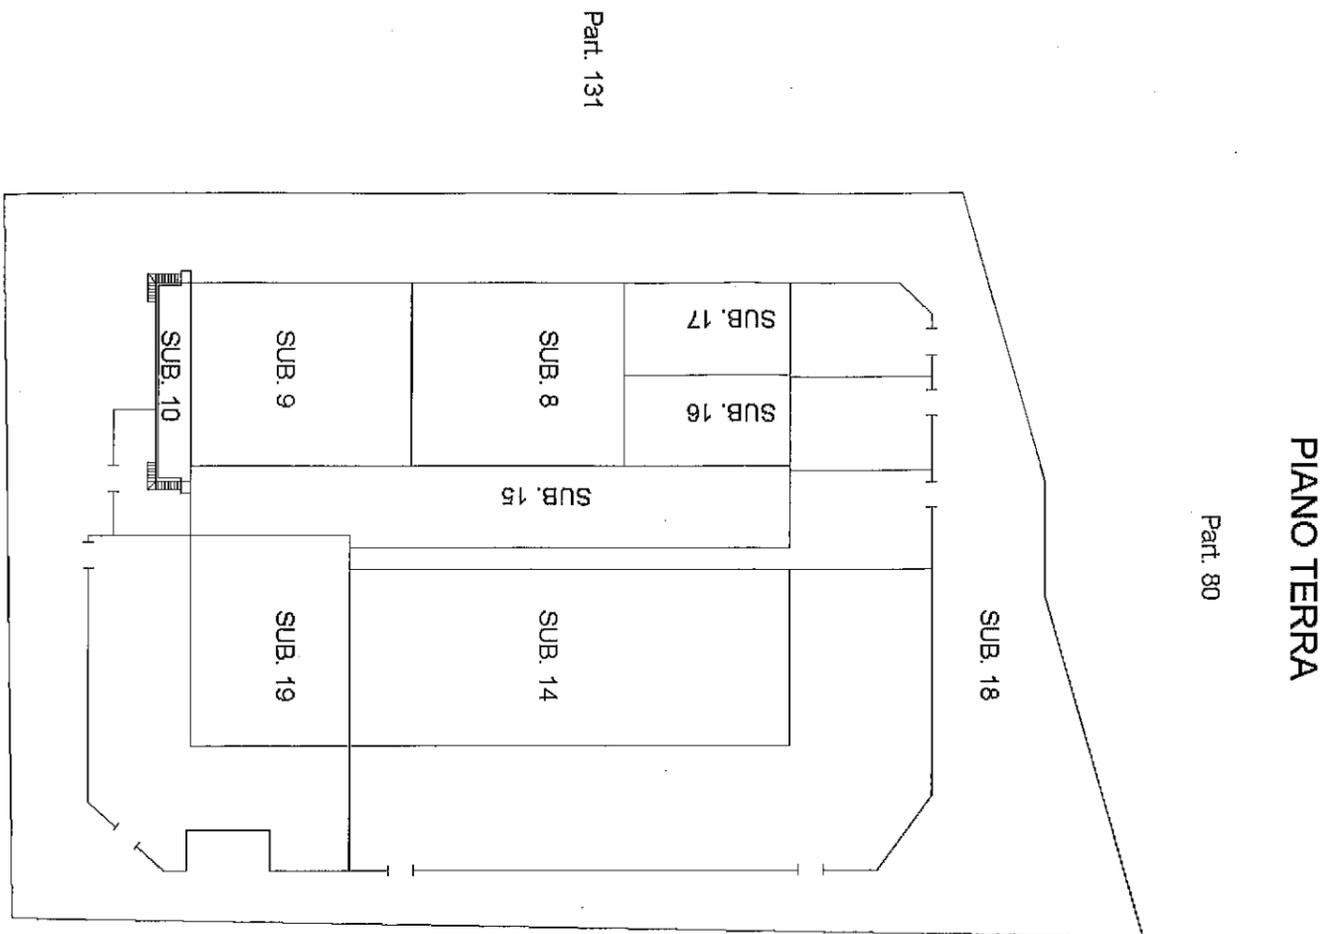 PIANO TERRA
Part. 80
SUB. 18
Part. 131
SUB. 17
SUB. 16
SUB. 8
SUB. 9
SUB. 10
SUB. 15
SUB. 14
SUB. 19